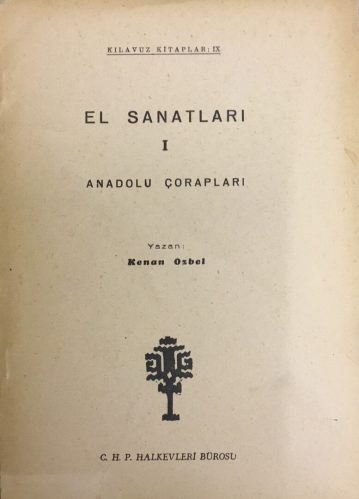 KILAVUZ KİTAPLAR: IX
EL SANATLARI
I
ANADOLU ÇORAPLARI
Yazan:
Kenan Ozbel
C. H. P. HALKEVLERİ BÜROSU